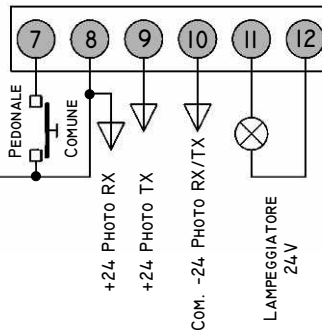 7 8 9 10 11 12
PEDONALE
COMUNE
+24 PHOTO RX
+24 PHOTO TX
COM. -24 PHOTO RX/TX
LAMPEGGIATORE
24V